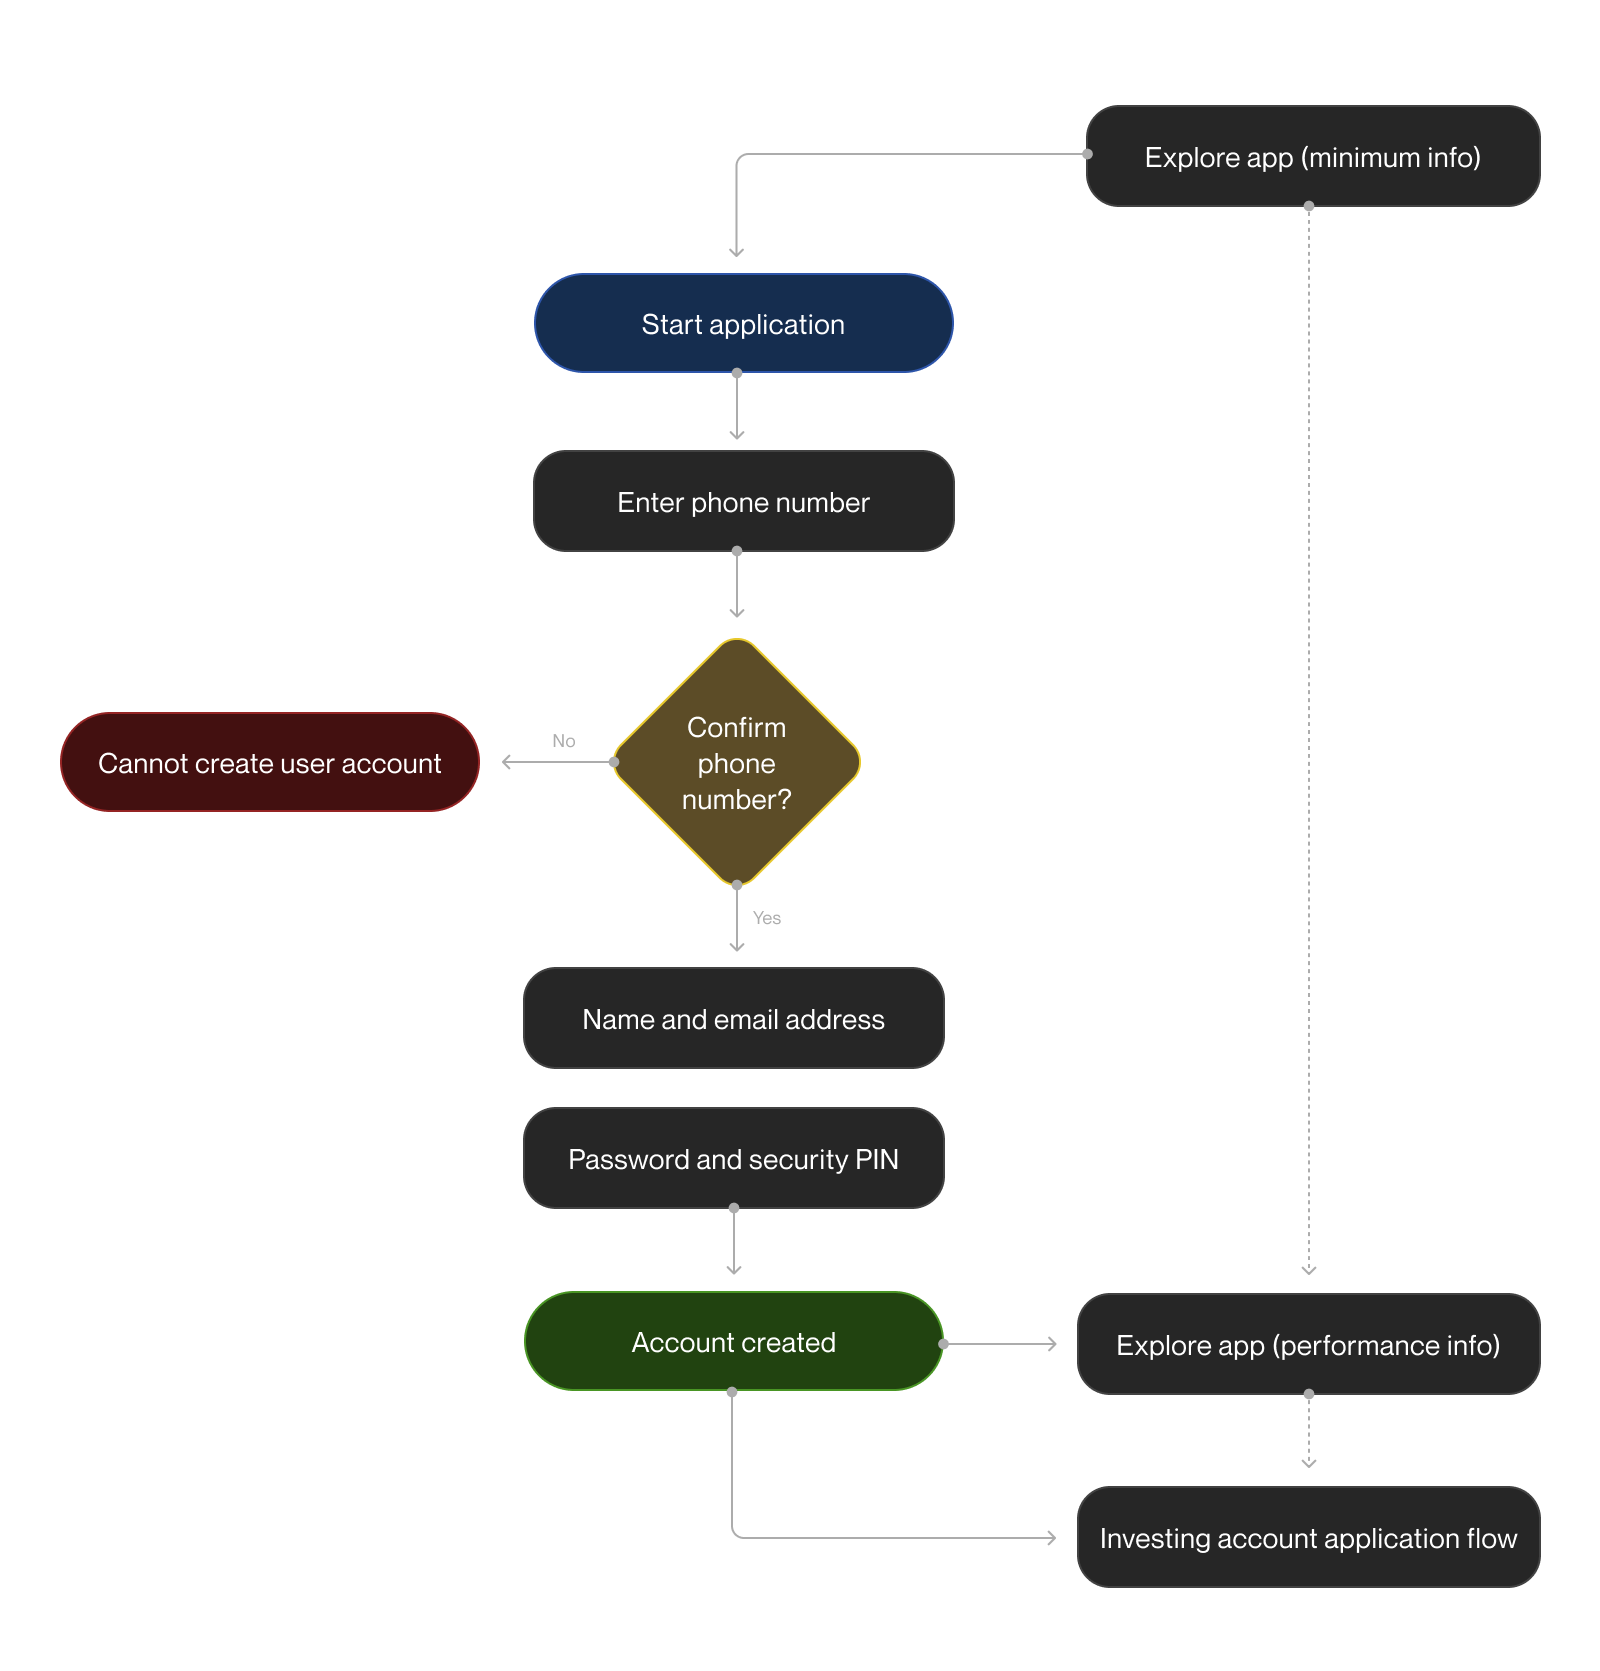 Explore app (minimum info)
Start application
Enter phone number
Confirm
phone
number?
No
Cannot create user account
Yes
Name and email address
Password and security PIN
Account created
Explore app (performance info)
Investing account application flow